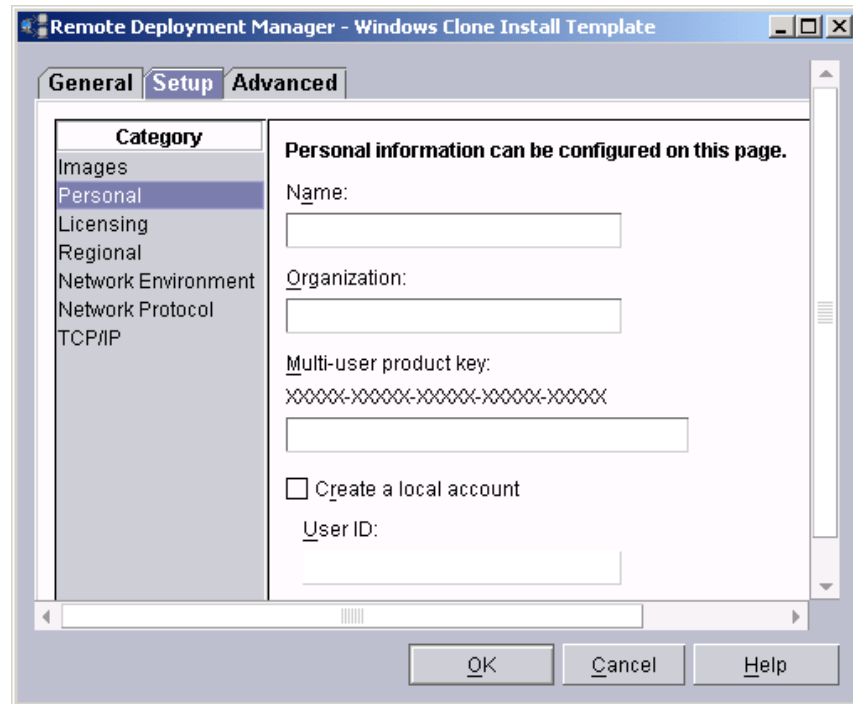 Remote Deployment Manager - Windows Clone Install Template
General Setup Advanced
Category
Images
Personal
Licensing
Regional
Network Environment
Network Protocol
TCP/IP
Personal information can be configured on this page.
Name:
Organization:
Multi-user product key:
XXXXX-XXXXX-XXXXX-XXXXX-XXXXX
Create a local account
User ID:
OK Cancel Help